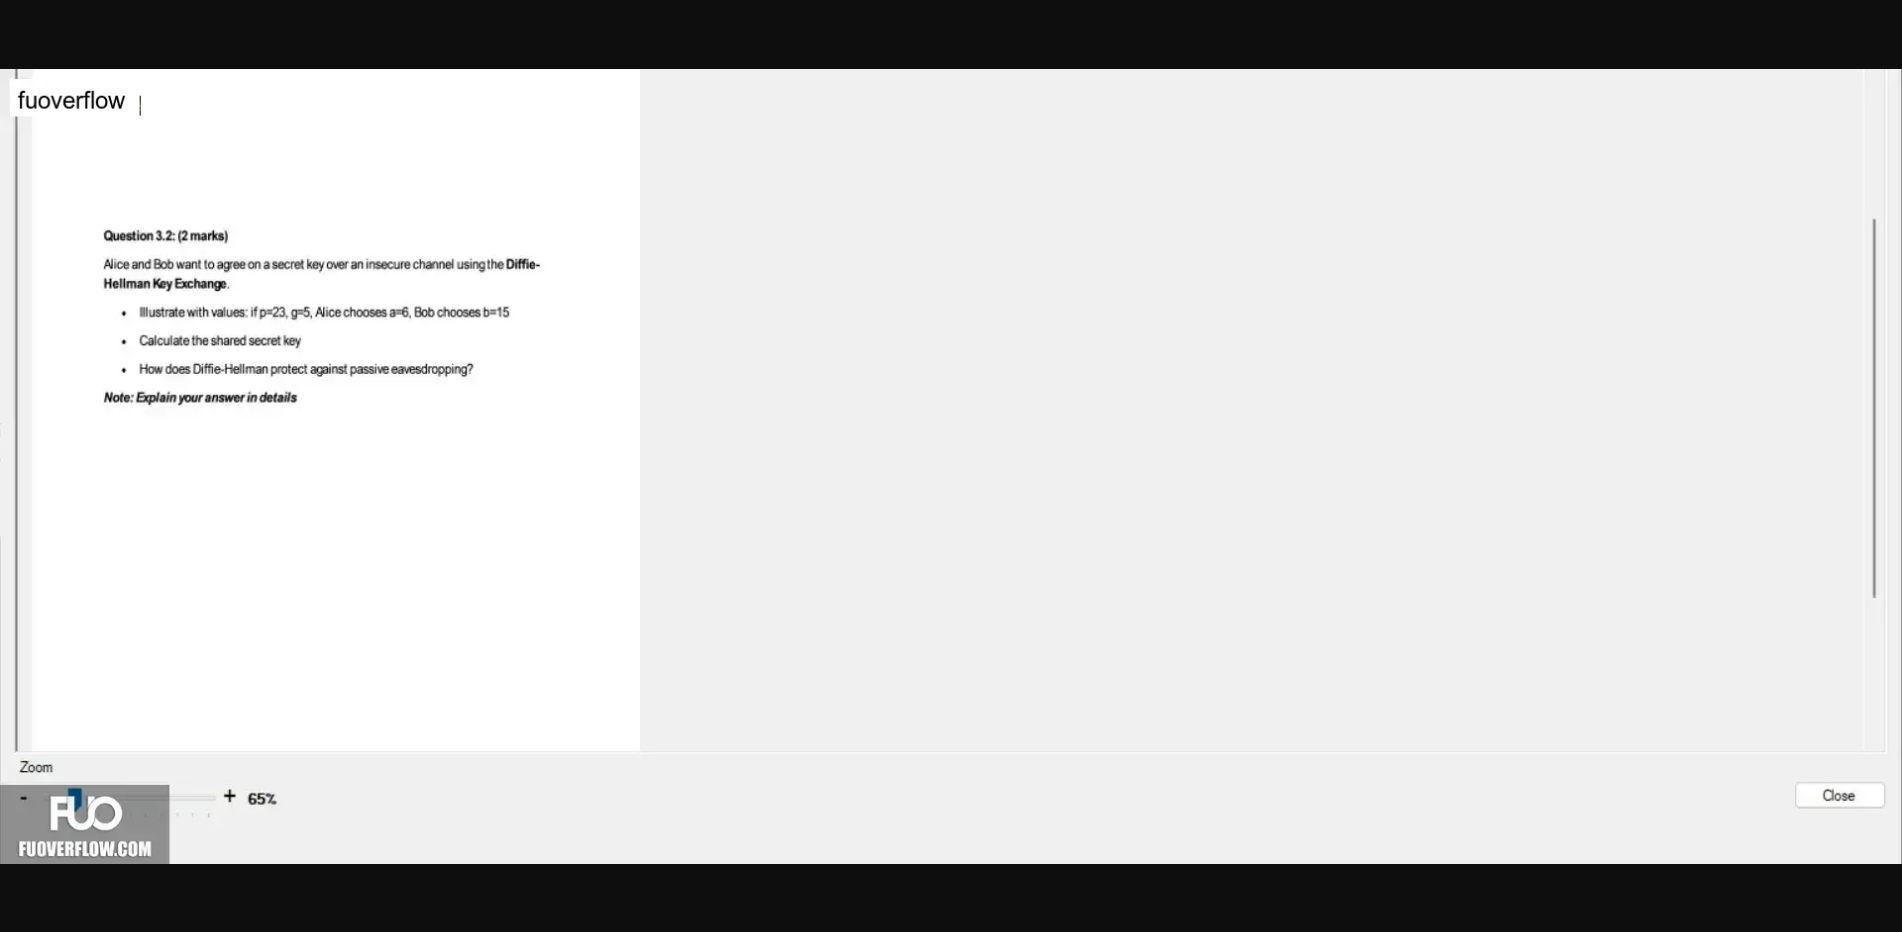 fuoverflow
Question 3.2: (2 marks)
Alice and Bob want to agree on a secret key over an insecure channel using the Diffie-
Hellman Key Exchange.
• Illustrate with values: if p=23, g=5, Alice chooses a=6, Bob chooses b=15
• Calculate the shared secret key
• How does Diffie-Hellman protect against passive eavesdropping?
Note: Explain your answer in details
Zoom
- + 65%
Close
FUO
FUOVERFLOW.COM